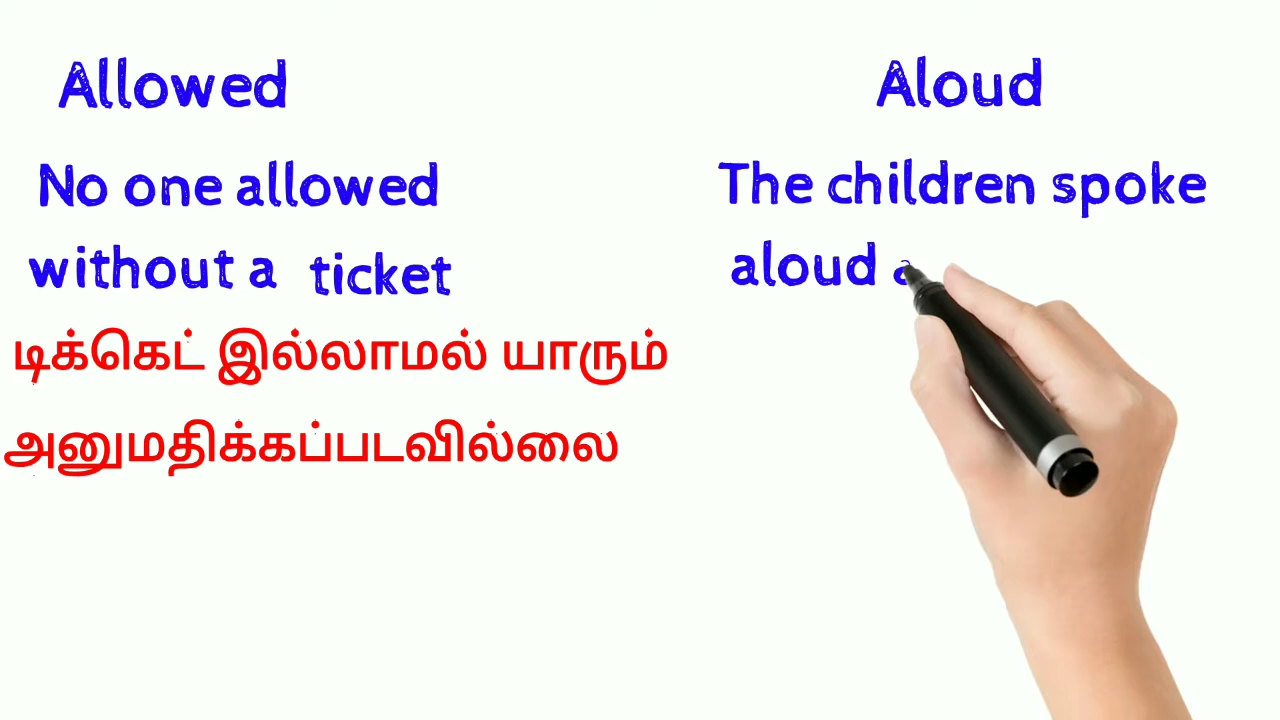 Allowed
No one allowed
without a ticket
டிக்கெட் இல்லாமல் யாரும்
அனுமதிக்கப்படவில்லை
Aloud
The children spoke
aloud